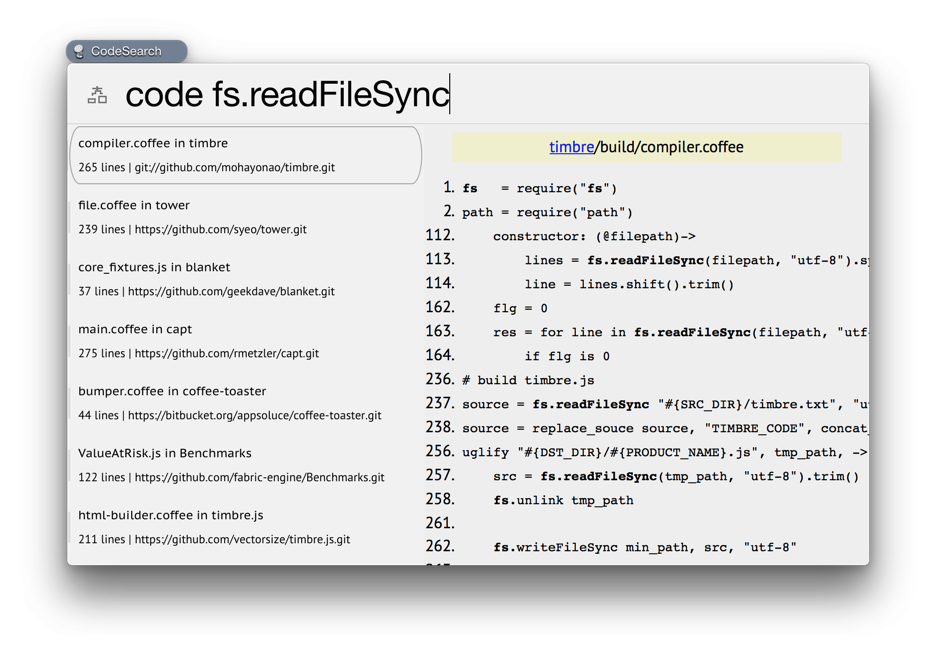 CodeSearch
code fs.readFileSync
compiler.coffee in timbre
265 lines | git://github.com/mohayonao/timbre.git
file.coffee in tower
239 lines | https://github.com/syeo/tower.git
core_fixtures.js in blanket
37 lines | https://github.com/geekdave/blanket.git
main.coffee in capt
275 lines | https://github.com/rmetzler/capt.git
bumper.coffee in coffee-toaster
44 lines | https://bitbucket.org/appsoluce/coffee-toaster.git
ValueAtRisk.js in Benchmarks
122 lines | https://github.com/fabric-engine/Benchmarks.git
html-builder.coffee in timbre.js
211 lines | https://github.com/vectorsize/timbre.js.git
timbre/build/compiler.coffee
1. fs   = require("fs")
2. path = require("path")
112.     constructor: (@filepath)->
113.         lines = fs.readFileSync(filepath, "utf-8").s
114.         line = lines.shift().trim()
162.     flg = 0
163.     res = for line in fs.readFileSync(filepath, "utf-
164.         if flg is 0
236. # build timbre.js
237. source = fs.readFileSync "#{SRC_DIR}/timbre.txt", "u
238. source = replace_souce source, "TIMBRE_CODE", concat_
256. uglify "#{DST_DIR}/#{PRODUCT_NAME}.js", tmp_path, ->
257.     src = fs.readFileSync(tmp_path, "utf-8").trim()
258.     fs.unlink tmp_path
261.
262.     fs.writeFileSync min_path, src, "utf-8"